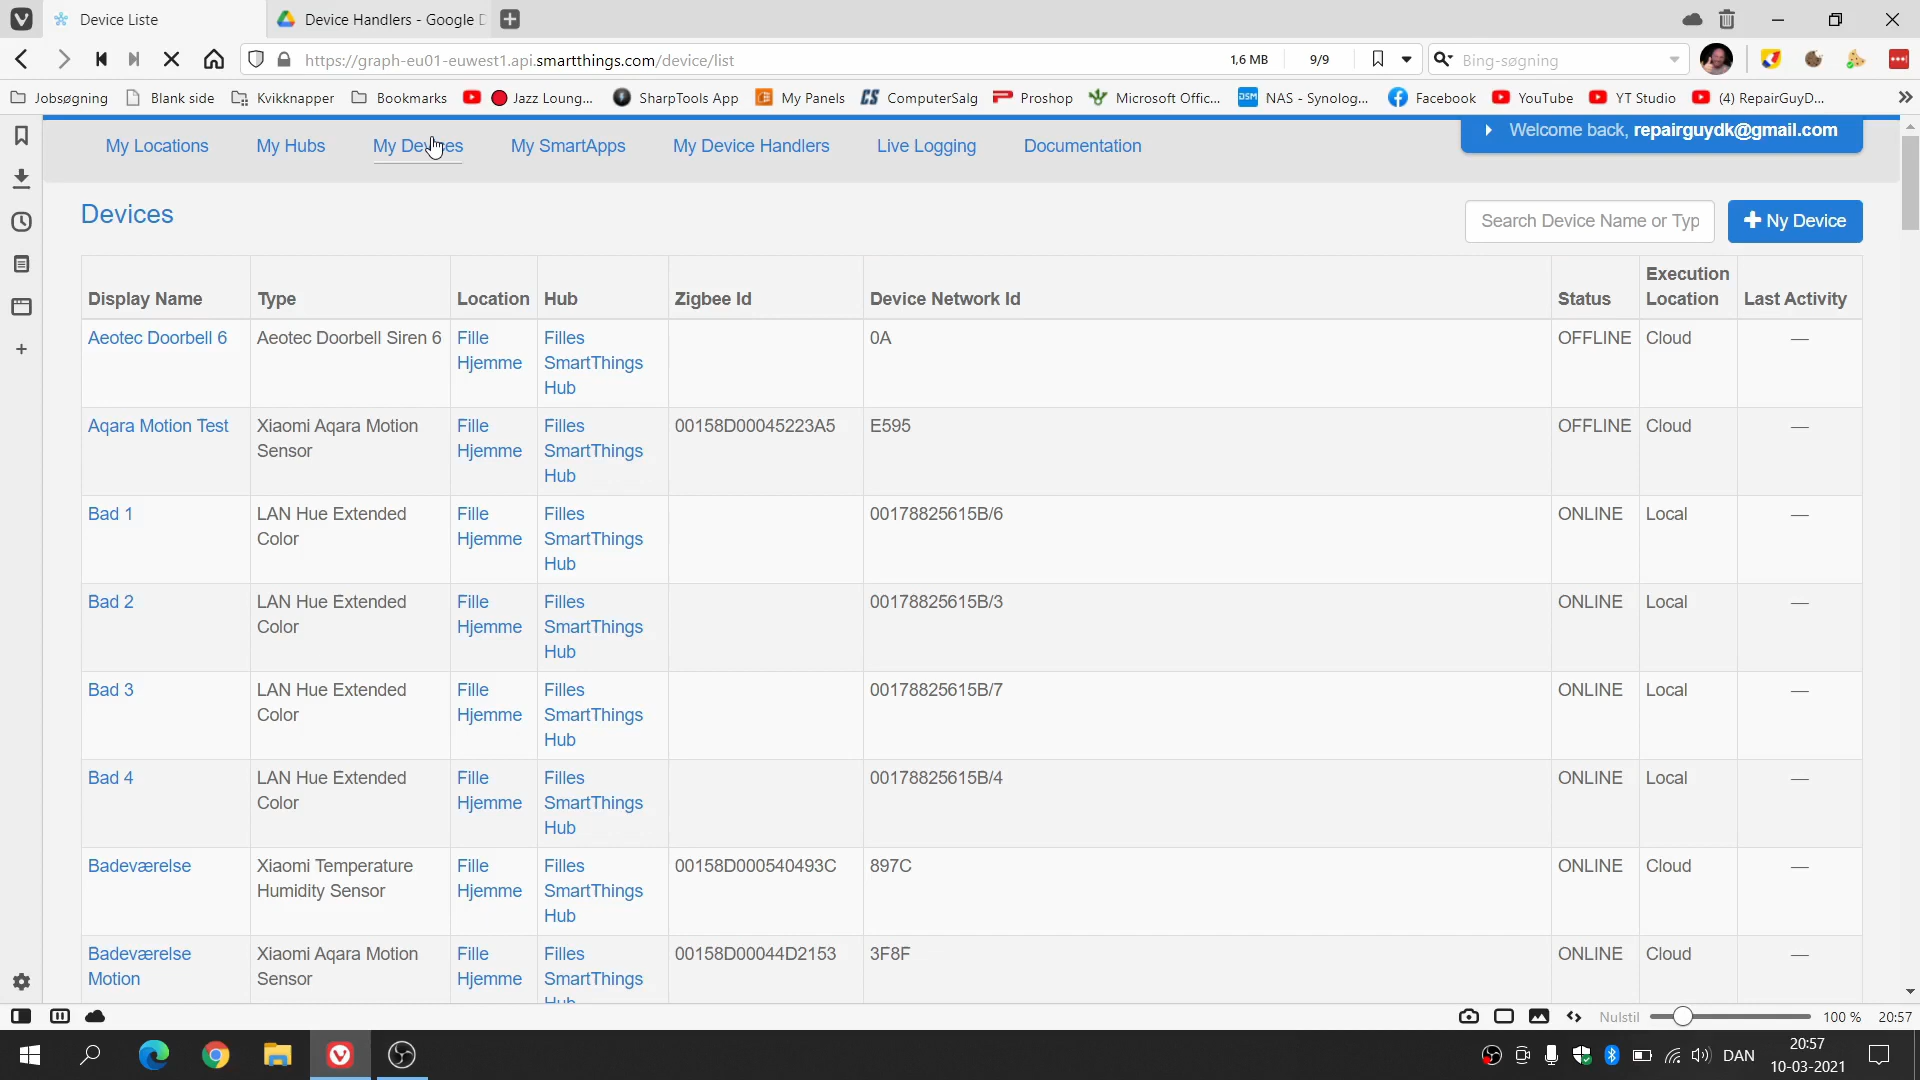 Device Liste
Device Handlers - Google D
https://graph-eu01-euwest1.api.smartthings.com/device/list
1,6 MB
9/9
Bing-søgning
Jobsøgning
Blank side
Kvikknapper
Bookmarks
Jazz Loung...
SharpTools App
My Panels
ComputerSalg
Proshop
Microsoft Offic...
NAS - Synolog...
Facebook
YouTube
YT Studio
(4) RepairGuyD...
My Locations
My Hubs
My Devices
My SmartApps
My Device Handlers
Live Logging
Documentation
Welcome back, repairguydk@gmail.com
Devices
Search Device Name or Typ
Ny Device
Display Name
Type
Location
Hub
Zigbee Id
Device Network Id
Status
Execution
Location
Last Activity
Aeotec Doorbell 6
Aeotec Doorbell Siren 6
Fille
Hjemme
Filles
SmartThings
Hub
0A
OFFLINE
Cloud
—
Aqara Motion Test
Xiaomi Aqara Motion
Sensor
Fille
Hjemme
Filles
SmartThings
Hub
00158D00045223A5
E595
OFFLINE
Cloud
—
Bad 1
LAN Hue Extended
Color
Fille
Hjemme
Filles
SmartThings
Hub
00178825615B/6
ONLINE
Local
—
Bad 2
LAN Hue Extended
Color
Fille
Hjemme
Filles
SmartThings
Hub
00178825615B/3
ONLINE
Local
—
Bad 3
LAN Hue Extended
Color
Fille
Hjemme
Filles
SmartThings
Hub
00178825615B/7
ONLINE
Local
—
Bad 4
LAN Hue Extended
Color
Fille
Hjemme
Filles
SmartThings
Hub
00178825615B/4
ONLINE
Local
—
Badeværelse
Xiaomi Temperature
Humidity Sensor
Fille
Hjemme
Filles
SmartThings
Hub
00158D000540493C
897C
ONLINE
Cloud
—
Badeværelse
Motion
Xiaomi Aqara Motion
Sensor
Fille
Hjemme
Filles
SmartThings
Hub
00158D00044D2153
3F8F
ONLINE
Cloud
—
Nulstil
100 %
20:57
DAN
20:57
10-03-2021